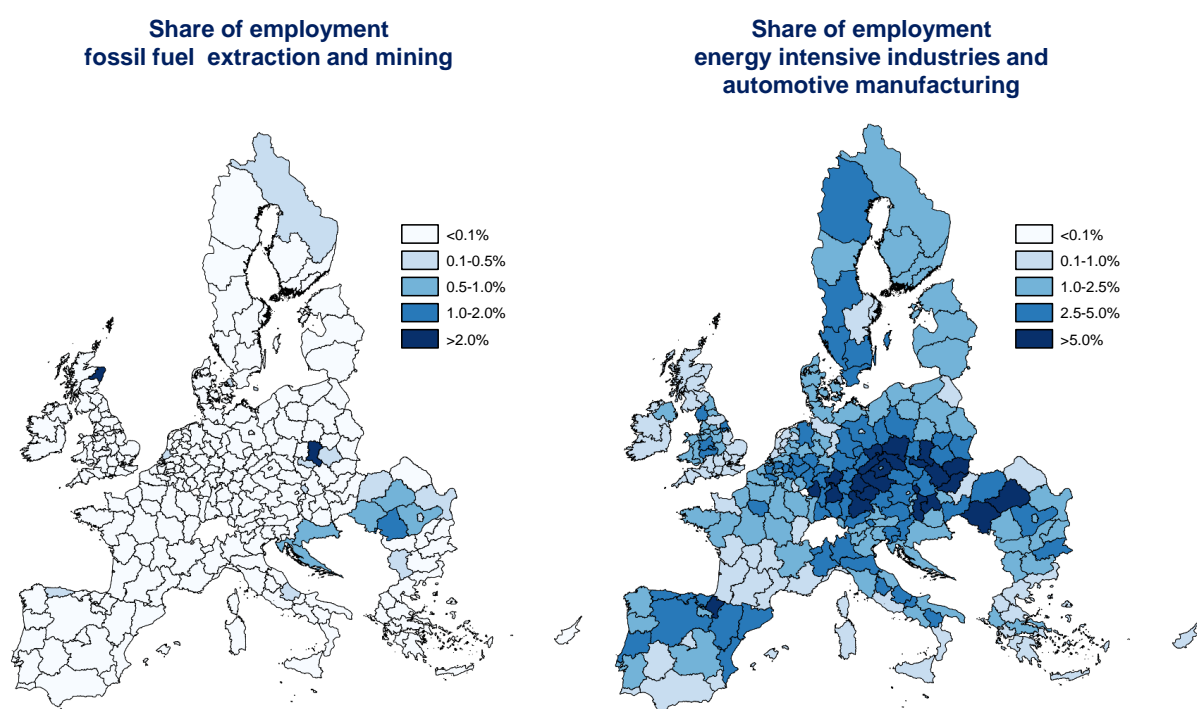 Share of employment
fossil fuel extraction and mining
<0.1%
0.1-0.5%
0.5-1.0%
1.0-2.0%
>2.0%
Share of employment
energy intensive industries and
automotive manufacturing
<0.1%
0.1-1.0%
1.0-2.5%
2.5-5.0%
>5.0%